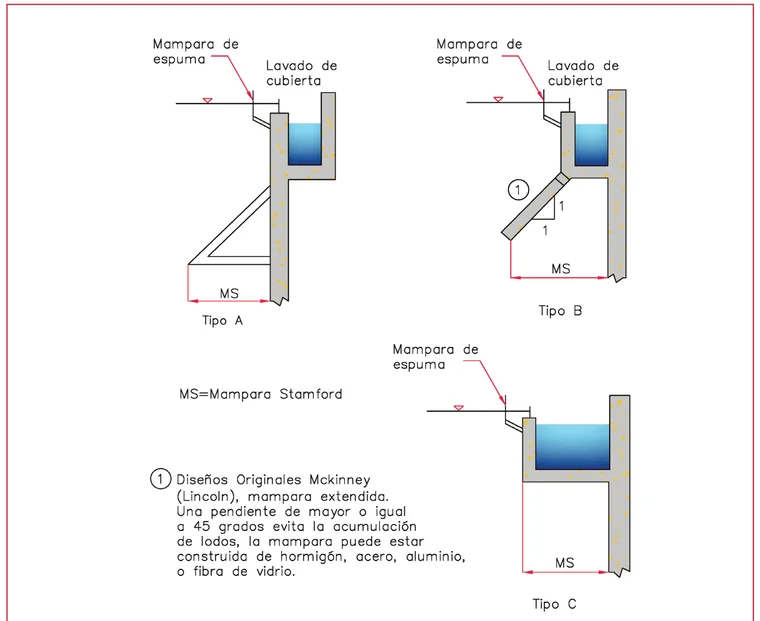 Mampara de
espuma
Lavado de
cubierta
MS
Tipo A
Mampara de
espuma
Lavado de
cubierta
1
1
1
MS
Tipo B
Mampara de
espuma
MS
Tipo C
MS=Mampara Stamford
1 Diseños Originales Mckinney
(Lincoln), mampara extendida.
Una pendiente de mayor o igual
a 45 grados evita la acumulación
de lodos, la mampara puede estar
construida de hormigón, acero, aluminio,
o fibra de vidrio.